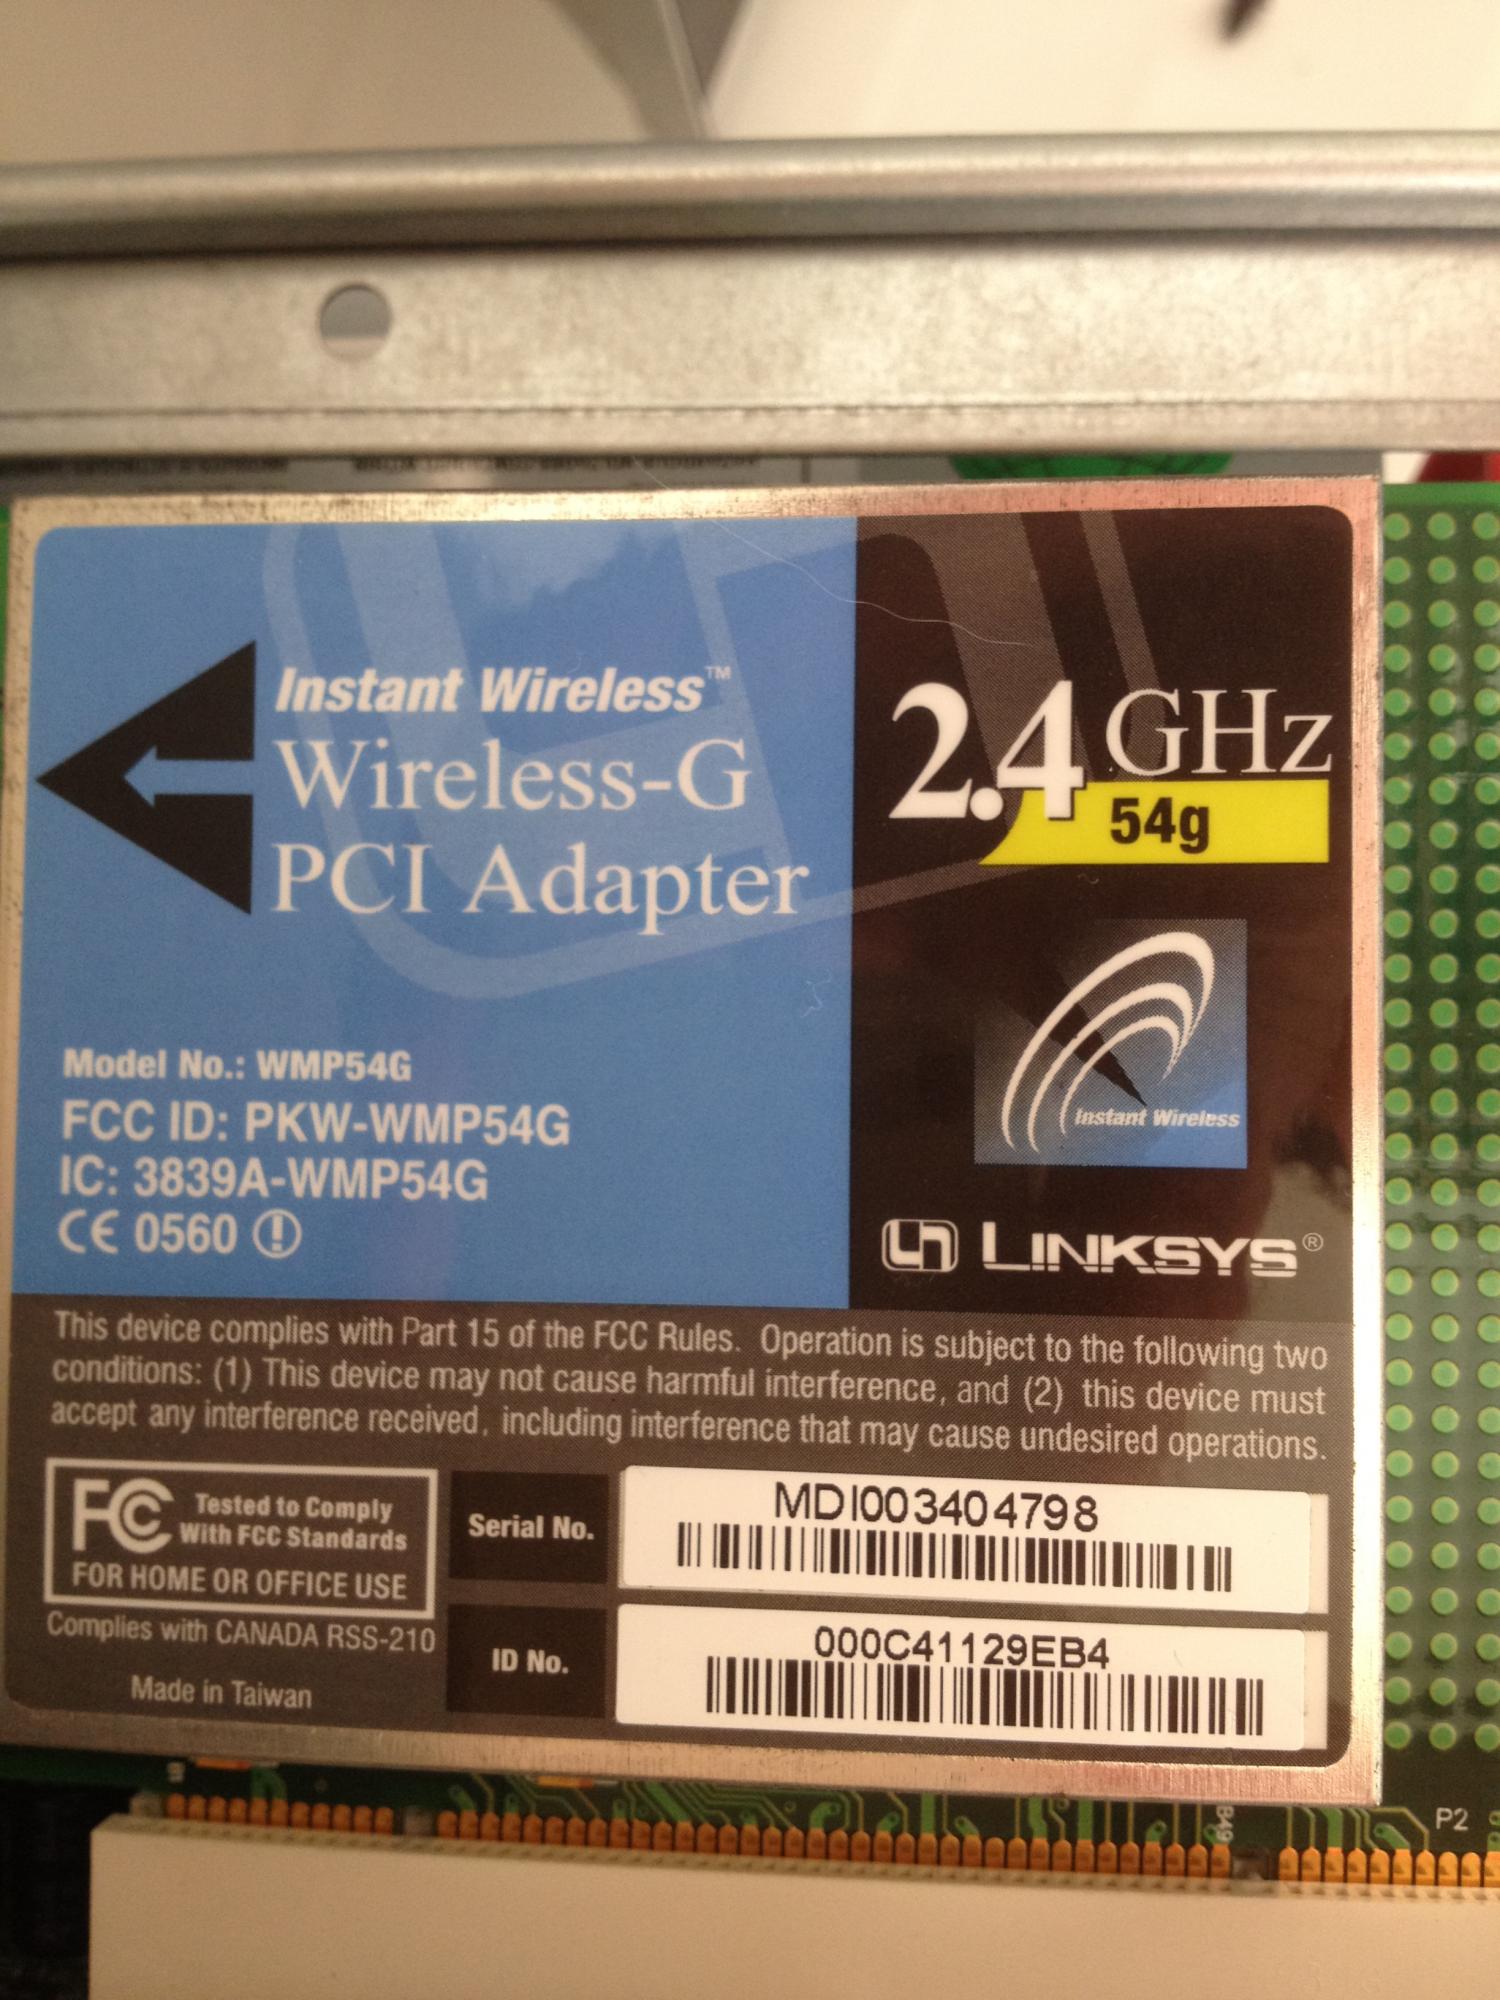 Instant Wireless™
Wireless-G
PCI Adapter
2.4 GHz
54g
Instant Wireless
Model No.: WMP54G
FCC ID: PKW-WMP54G
IC: 3839A-WMP54G
CE 0560
LINKSYS®
This device complies with Part 15 of the FCC Rules. Operation is subject to the following two
conditions: (1) This device may not cause harmful interference, and (2) this device must
accept any interference received, including interference that may cause undesired operations.
FC Tested to Comply
With FCC Standards
FOR HOME OR OFFICE USE
Complies with CANADA RSS-210
Made in Taiwan
Serial No.
MDI003404798
ID No.
000C41129EB4
B49
P2